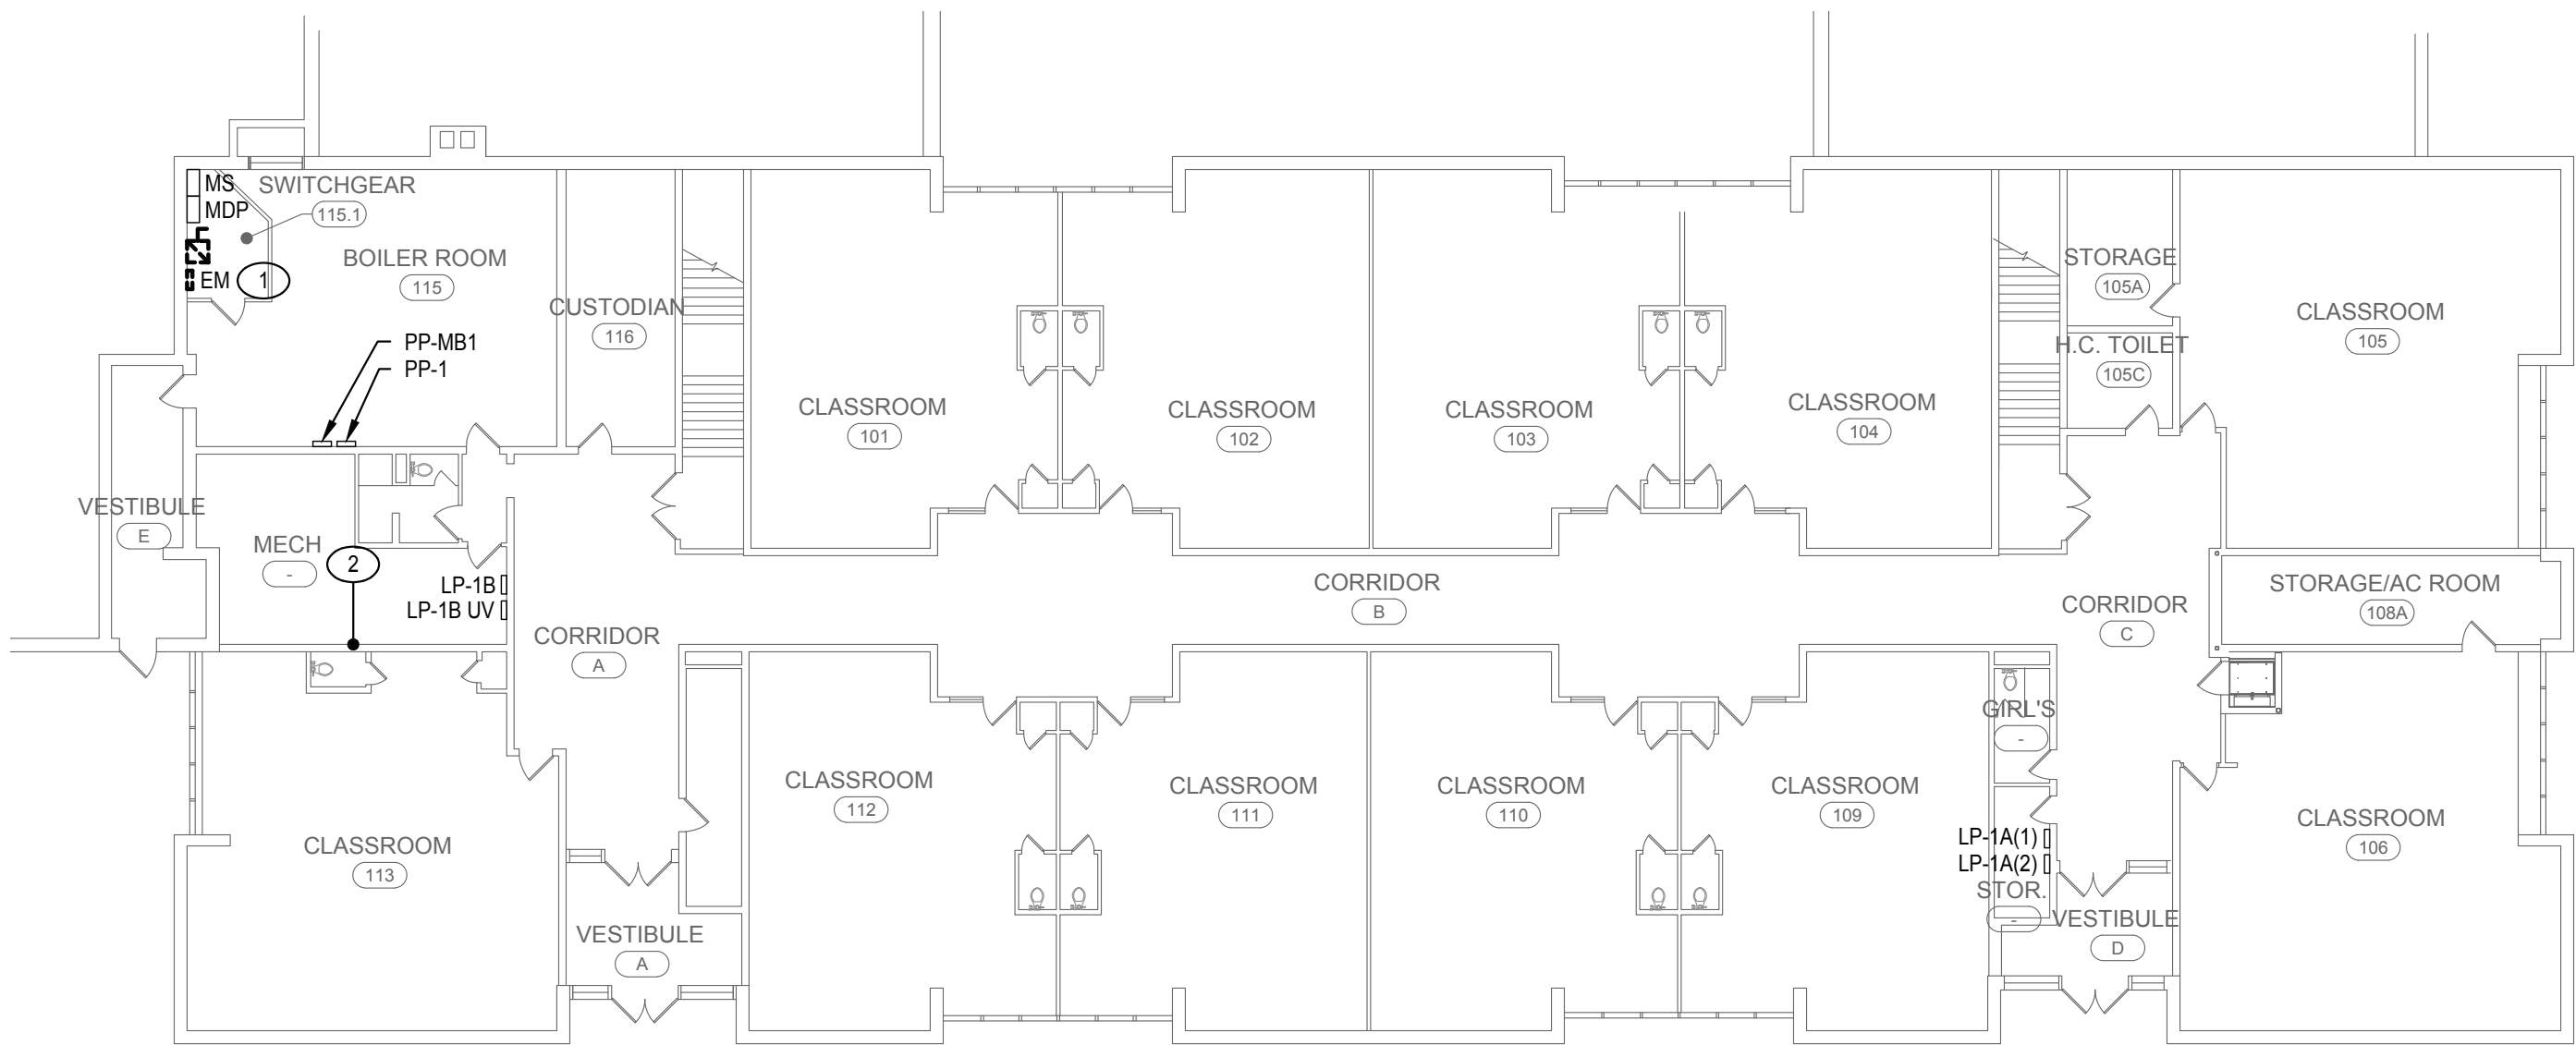 MS
SWITCHGEAR
MDP
115.1
BOILER ROOM
115
EM
1
CUSTODIAN
116
PP-MB1
PP-1
STORAGE
105A
CLASSROOM
105
H.C. TOILET
105C
CLASSROOM
101
CLASSROOM
102
CLASSROOM
103
CLASSROOM
104
VESTIBULE
E
MECH
-
2
LP-1B
LP-1B UV
CORRIDOR
A
CORRIDOR
B
CORRIDOR
C
STORAGE/AC ROOM
108A
GIRL'S
-
CLASSROOM
113
CLASSROOM
112
CLASSROOM
111
CLASSROOM
110
CLASSROOM
109
LP-1A(1)
LP-1A(2)
STOR.
-
CLASSROOM
106
VESTIBULE
A
VESTIBULE
D